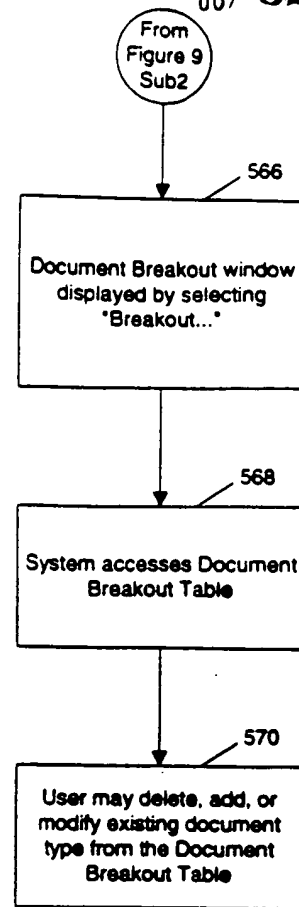 007
From
Figure 9
Sub2
566
Document Breakout window
displayed by selecting
"Breakout..."
568
System accesses Document
Breakout Table
570
User may delete, add, or
modify existing document
type from the Document
Breakout Table